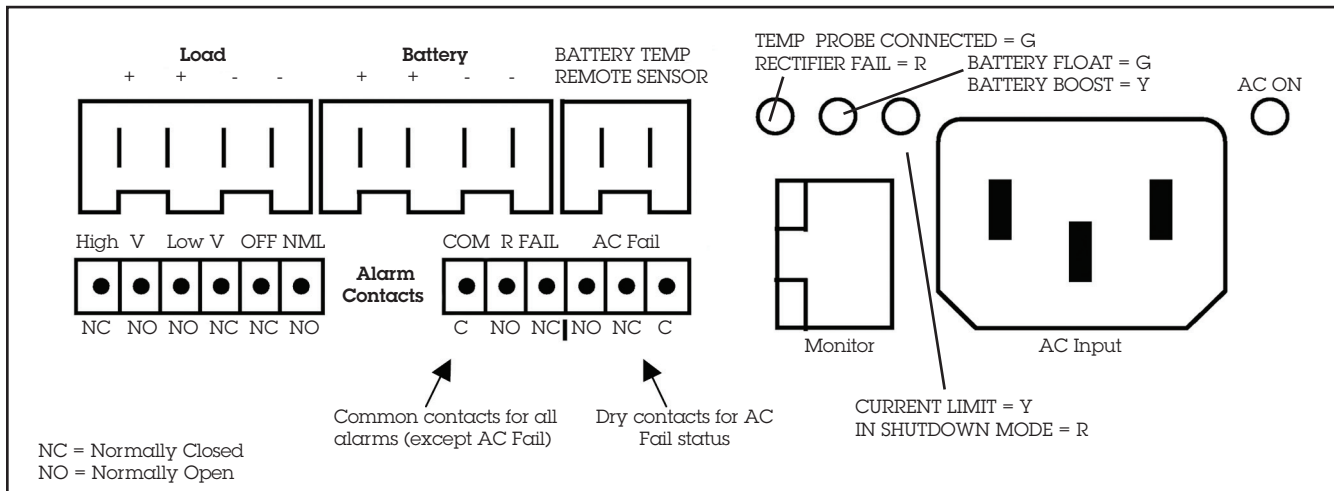 Load
+ + - -
Battery
+ + - -
BATTERY TEMP
REMOTE SENSOR
TEMP PROBE CONNECTED = G
RECTIFIER FAIL = R
BATTERY FLOAT = G
BATTERY BOOST = Y
AC ON
High V Low V OFF NML
Alarm
Contacts
COM R FAIL AC Fail
NC NO NO NC NC NO
C NO NC NO NC C
Monitor
AC Input
Common contacts for all
alarms (except AC Fail)
Dry contacts for AC
Fail status
CURRENT LIMIT = Y
IN SHUTDOWN MODE = R
NC = Normally Closed
NO = Normally Open